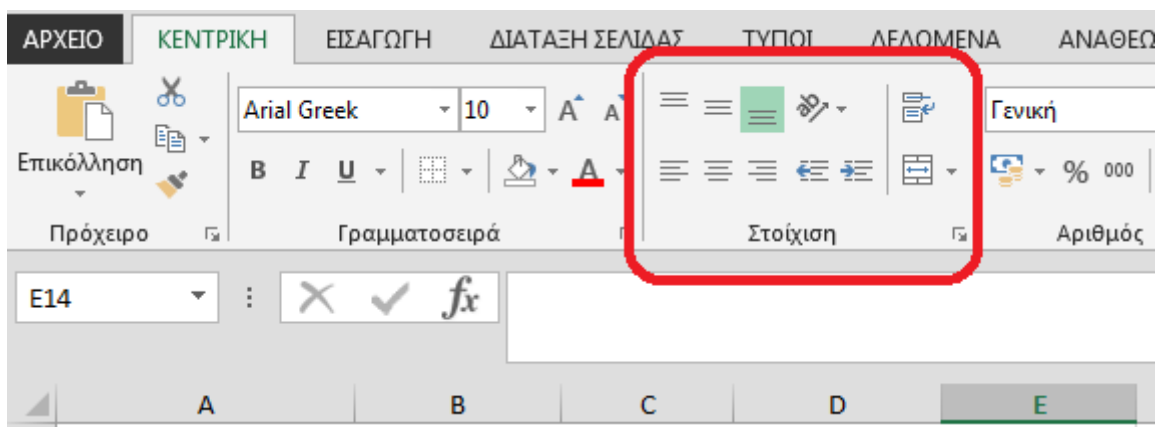 ΑΡΧΕΙΟ ΚΕΝΤΡΙΚΗ ΕΙΣΑΓΩΓΗ ΔΙΑΤΑΞΗ ΣΕΛΙΔΑΣ ΤΥΠΟΙ ΔΕΔΟΜΕΝΑ ΑΝΑΘΕΩ
Arial Greek 10 A A Γενική
Επικόλληση B I U A % 000
Πρόχειρο Γραμματοσειρά Στοίχιση Αριθμός
E14 fx
A B C D E